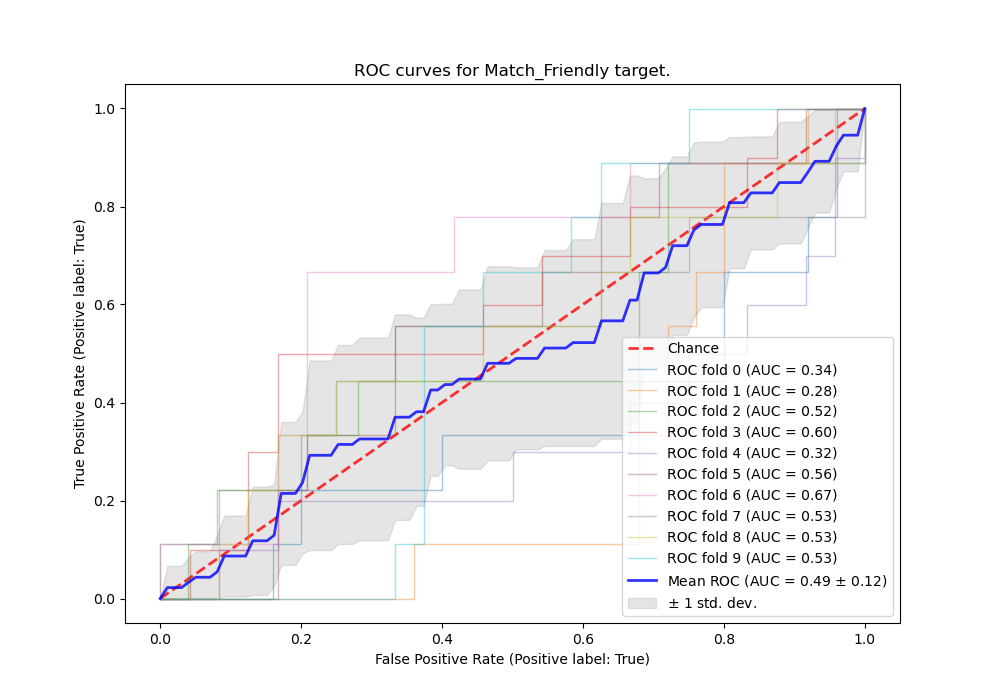 ROC curves for Match_Friendly target.
True Positive Rate (Positive label: True)
1.0
0.8
0.6
0.4
0.2
0.0
Chance
ROC fold 0 (AUC = 0.34)
ROC fold 1 (AUC = 0.28)
ROC fold 2 (AUC = 0.52)
ROC fold 3 (AUC = 0.60)
ROC fold 4 (AUC = 0.32)
ROC fold 5 (AUC = 0.56)
ROC fold 6 (AUC = 0.67)
ROC fold 7 (AUC = 0.53)
ROC fold 8 (AUC = 0.53)
ROC fold 9 (AUC = 0.53)
Mean ROC (AUC = 0.49 ± 0.12)
± 1 std. dev.
0.0 0.2 0.4 0.6 0.8 1.0
False Positive Rate (Positive label: True)